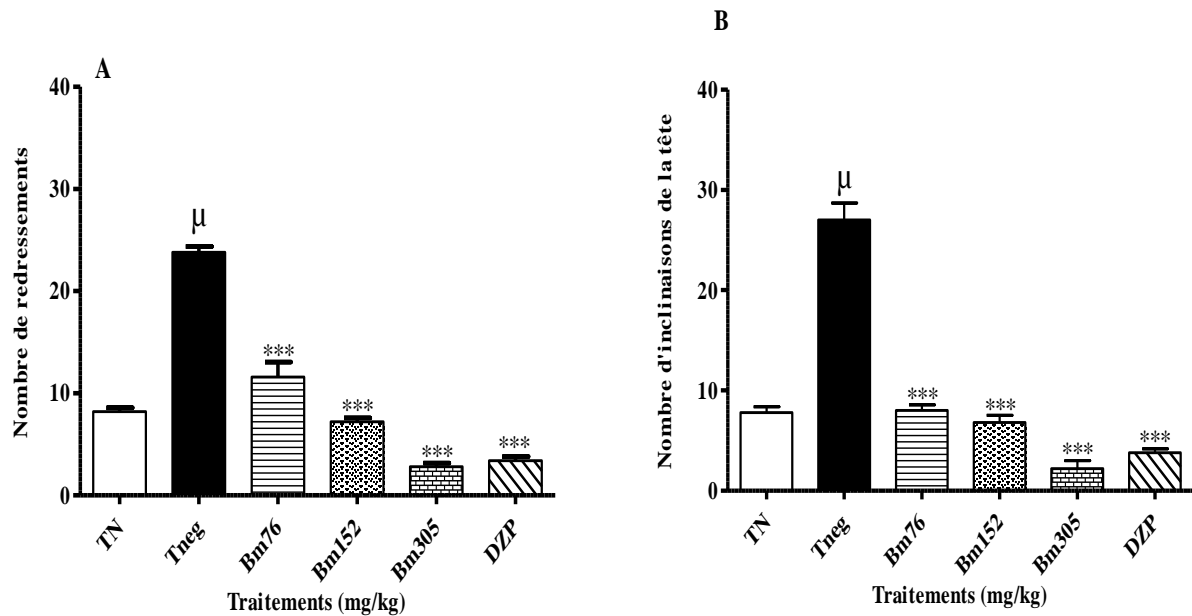 A
Nombre de redressements
40
30
20
10
0
µ
***
***
***
***
TN
Tneg
Bm76
Bm152
Bm305
DZP
Traitements (mg/kg)
B
Nombre d'inclinaisons de la tête
40
30
20
10
0
µ
***
***
***
***
TN
Tneg
Bm76
Bm152
Bm305
DZP
Traitements (mg/kg)